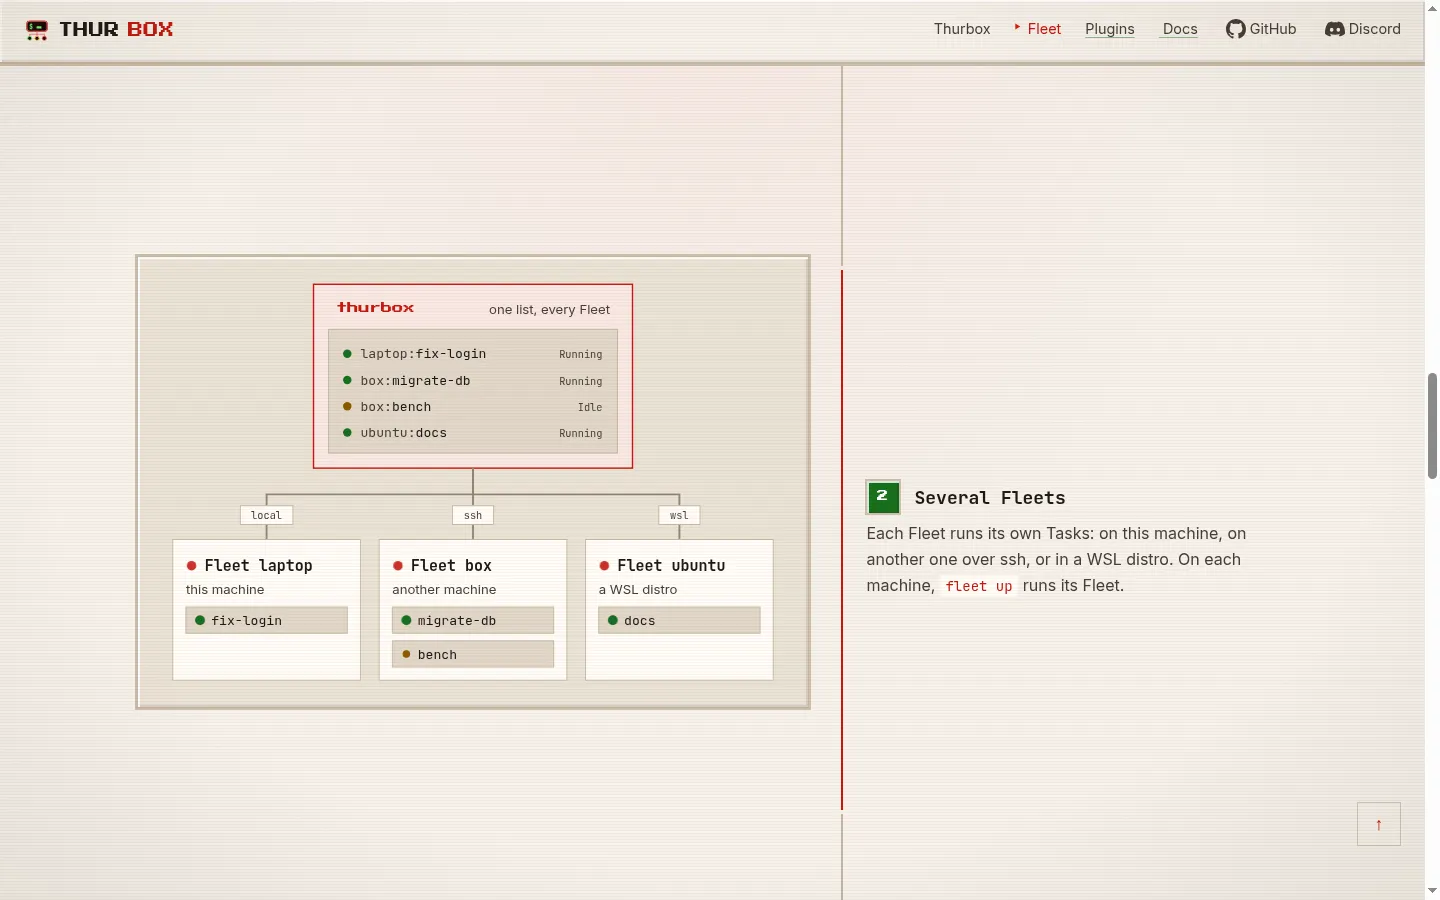 THUR BOX
Thurbox
Fleet
Plugins
Docs
GitHub
Discord
thurbox
one list, every Fleet
laptop:fix-login Running
box:migrate-db Running
box:bench Idle
ubuntu:docs Running
local
ssh
wsl
Fleet laptop
this machine
fix-login
Fleet box
another machine
migrate-db
bench
Fleet ubuntu
a WSL distro
docs
2 Several Fleets
Each Fleet runs its own Tasks: on this machine, on
another one over ssh, or in a WSL distro. On each
machine, fleet up runs its Fleet.
↑